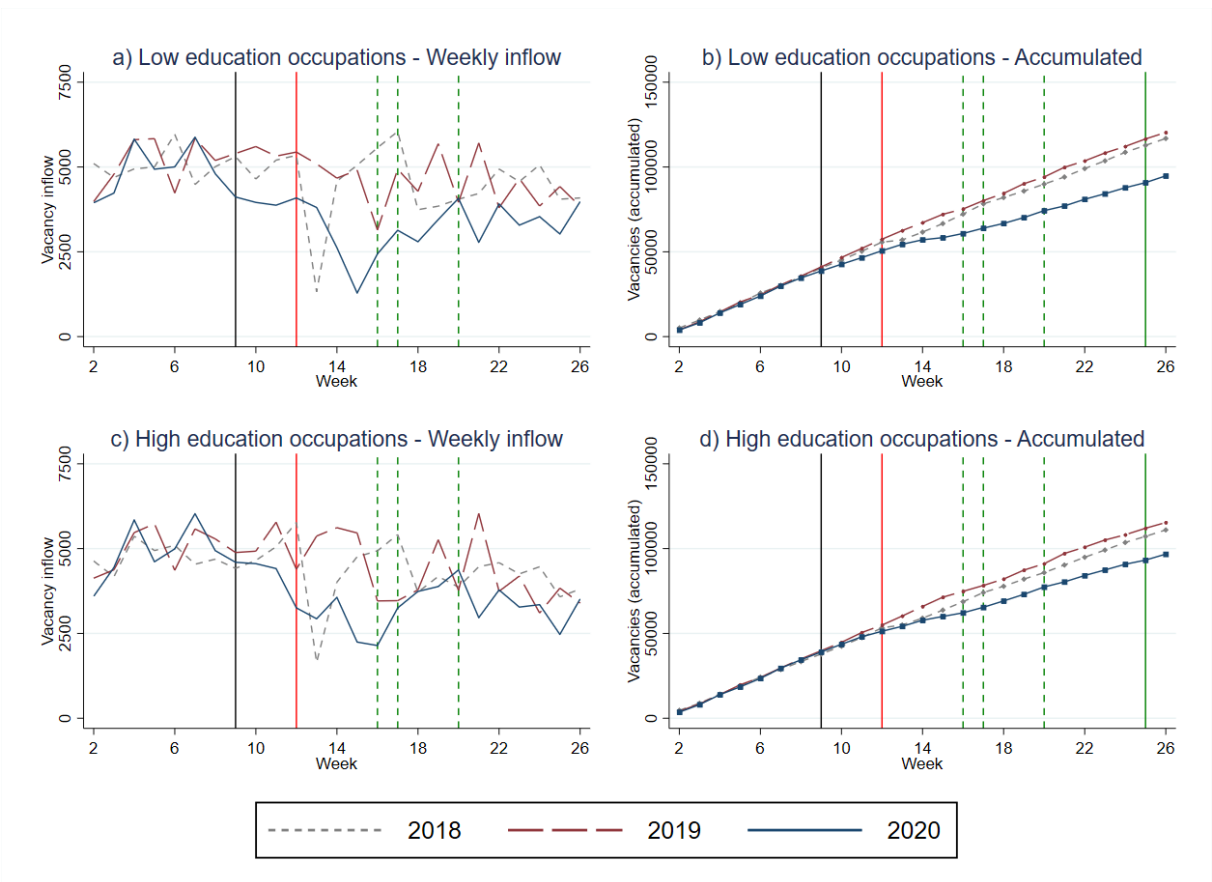 a) Low education occupations - Weekly inflow
Vacancy inflow
7500
5000
2500
0
2 6 10 14 18 22 26
Week
b) Low education occupations - Accumulated
Vacancies (accumulated)
150000
100000
50000
0
2 6 10 14 18 22 26
Week
c) High education occupations - Weekly inflow
Vacancy inflow
7500
5000
2500
0
2 6 10 14 18 22 26
Week
d) High education occupations - Accumulated
Vacancies (accumulated)
150000
100000
50000
0
2 6 10 14 18 22 26
Week
2018 2019 2020